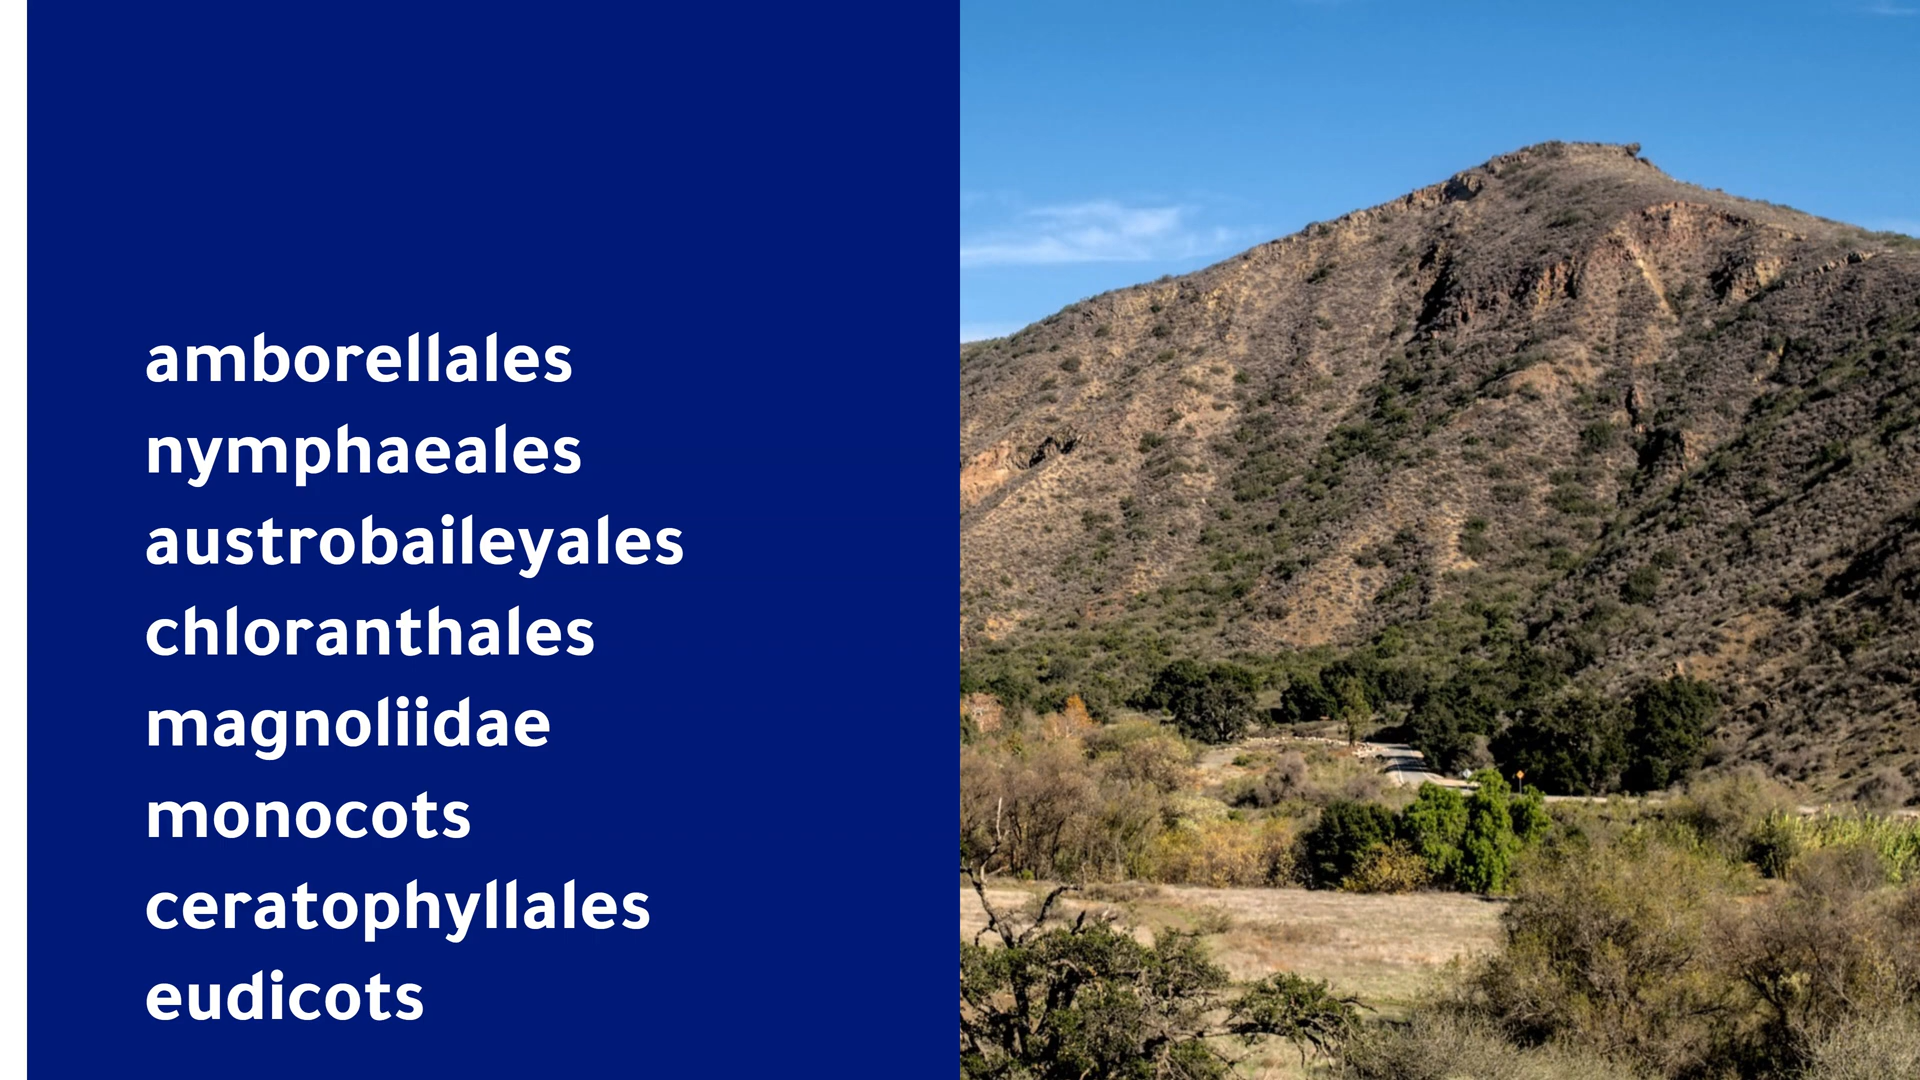 amborellales
nymphaeales
austrobaileyales
chloranthales
magnoliidae
monocots
ceratophyllales
eudicots